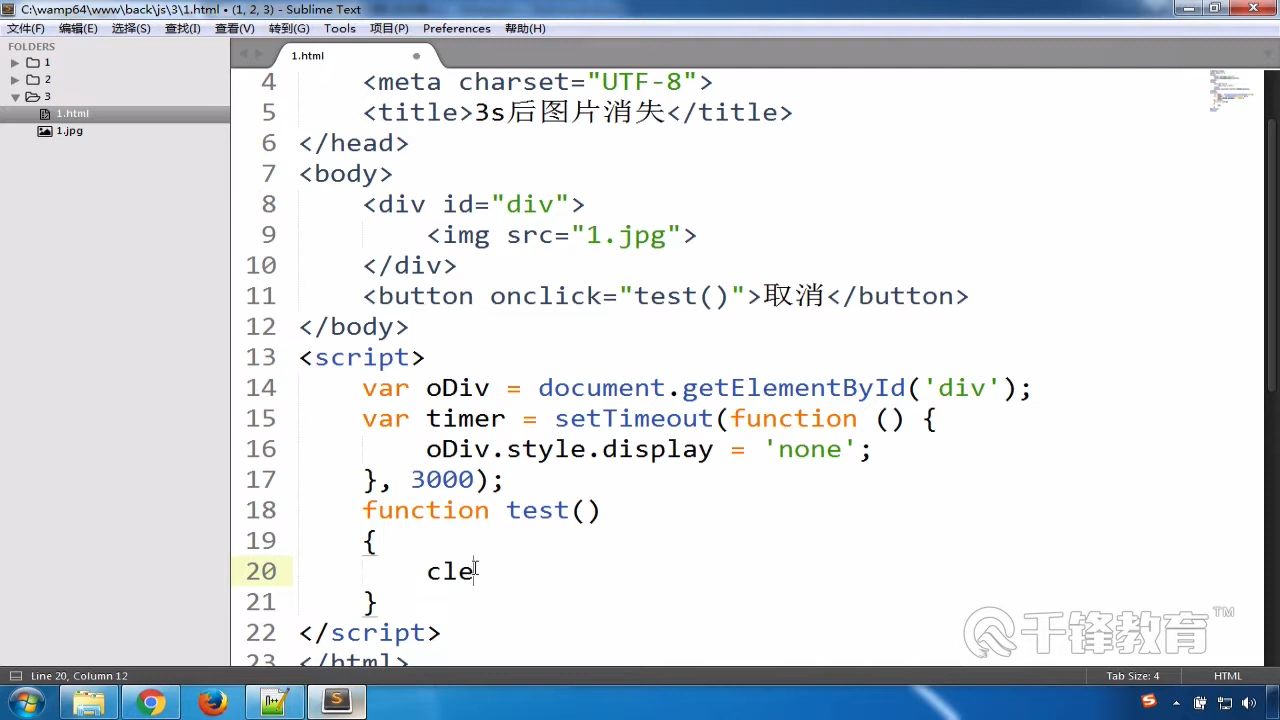 C:\wamp64\www\back\js\3\1.html • (1, 2, 3) - Sublime Text
文件(F) 编辑(E) 选择(S) 查找(I) 查看(V) 转到(G) Tools 项目(P) Preferences 帮助(H)
FOLDERS
1
2
3
1.html
1.jpg
1.html
4 <meta charset="UTF-8">
5 <title>3s后图片消失</title>
6 </head>
7 <body>
8 <div id="div">
9 <img src="1.jpg">
10 </div>
11 <button onclick="test()">取消</button>
12 </body>
13 <script>
14 var oDiv = document.getElementById('div');
15 var timer = setTimeout(function () {
16 oDiv.style.display = 'none';
17 }, 3000);
18 function test()
19 {
20 cle
21 }
22 </script>
23 </html>
千锋教育™
Line 20, Column 12
Tab Size: 4
HTML